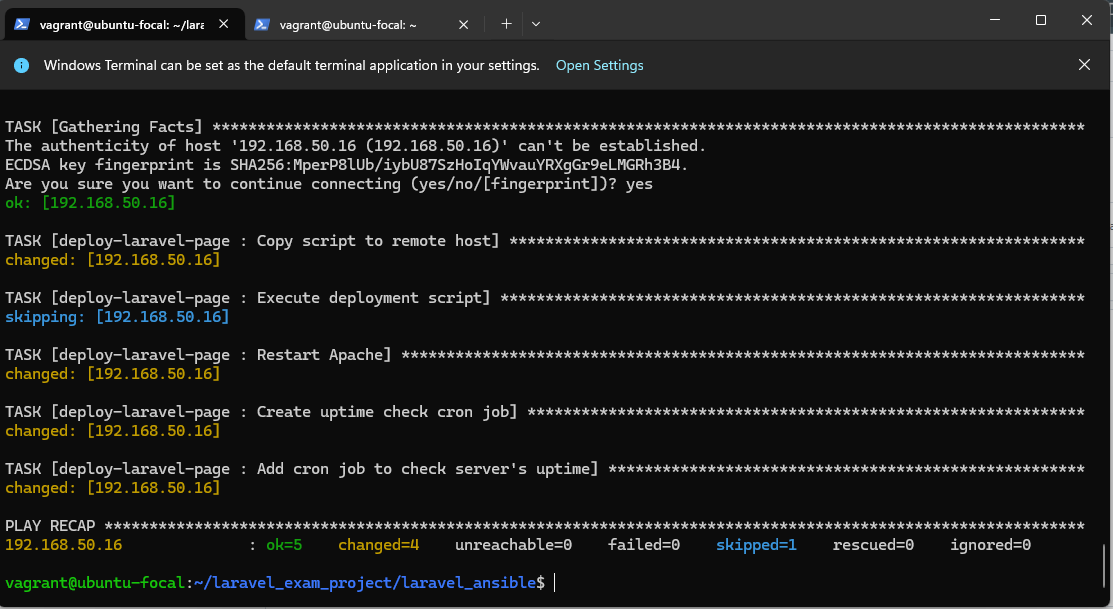 vagrant@ubuntu-focal: ~/lara
vagrant@ubuntu-focal: ~
Windows Terminal can be set as the default terminal application in your settings. Open Settings
TASK [Gathering Facts] *************************************************************************************************
The authenticity of host '192.168.50.16 (192.168.50.16)' can't be established.
ECDSA key fingerprint is SHA256:MperP8lUb/iybU87SzHoIqYWvauYRXgGr9eLMGRh3B4.
Are you sure you want to continue connecting (yes/no/[fingerprint])? yes
ok: [192.168.50.16]
TASK [deploy-laravel-page : Copy script to remote host] ****************************************************************
changed: [192.168.50.16]
TASK [deploy-laravel-page : Execute deployment script] *****************************************************************
skipping: [192.168.50.16]
TASK [deploy-laravel-page : Restart Apache] ****************************************************************************
changed: [192.168.50.16]
TASK [deploy-laravel-page : Create uptime check cron job] **************************************************************
changed: [192.168.50.16]
TASK [deploy-laravel-page : Add cron job to check server's uptime] *****************************************************
changed: [192.168.50.16]
PLAY RECAP *************************************************************************************************************
192.168.50.16              : ok=5    changed=4    unreachable=0    failed=0    skipped=1    rescued=0    ignored=0
vagrant@ubuntu-focal:~/laravel_exam_project/laravel_ansible$